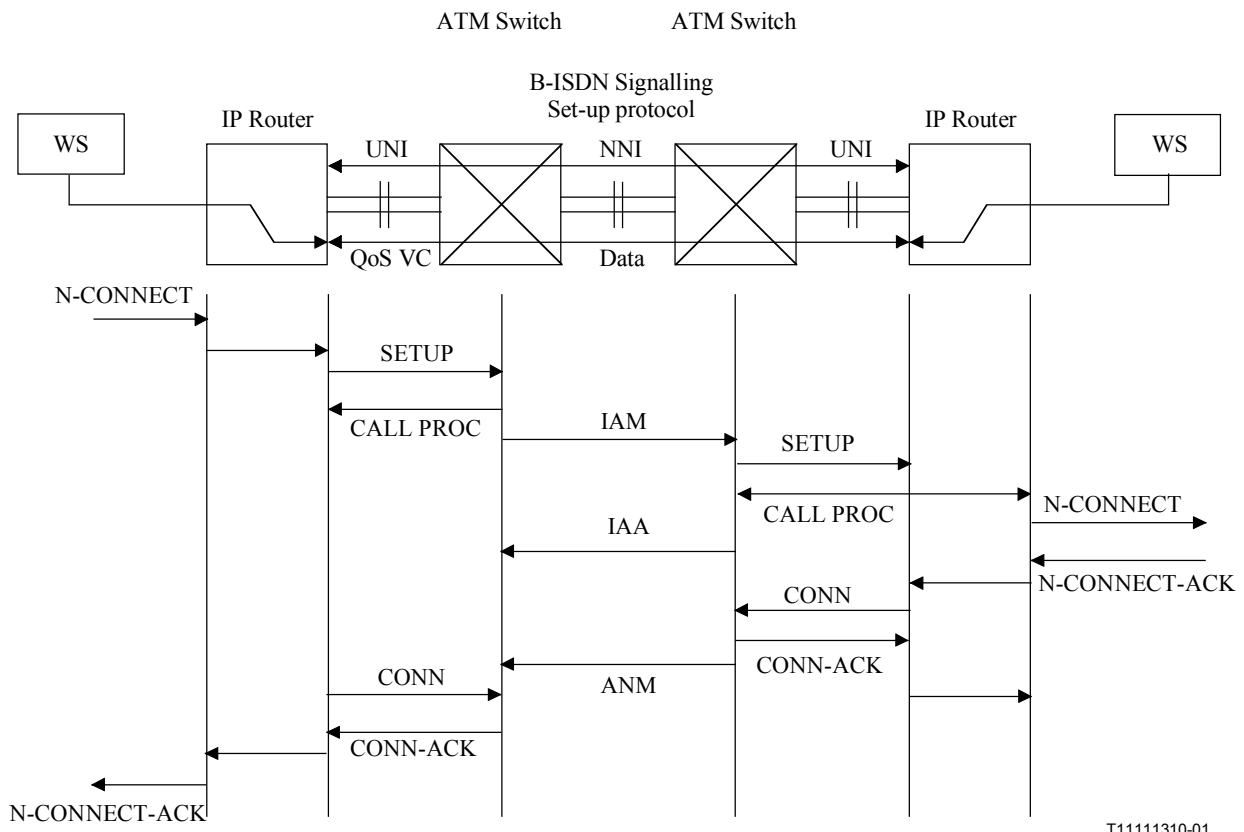 ATM Switch
ATM Switch
B-ISDN Signalling
Set-up protocol
IP Router
IP Router
WS
WS
UNI
NNI
UNI
QoS VC
Data
N-CONNECT
SETUP
CALL PROC
IAM
SETUP
CALL PROC
N-CONNECT
IAA
N-CONNECT-ACK
CONN
CONN-ACK
CONN
ANM
CONN-ACK
N-CONNECT-ACK
T11111310-01